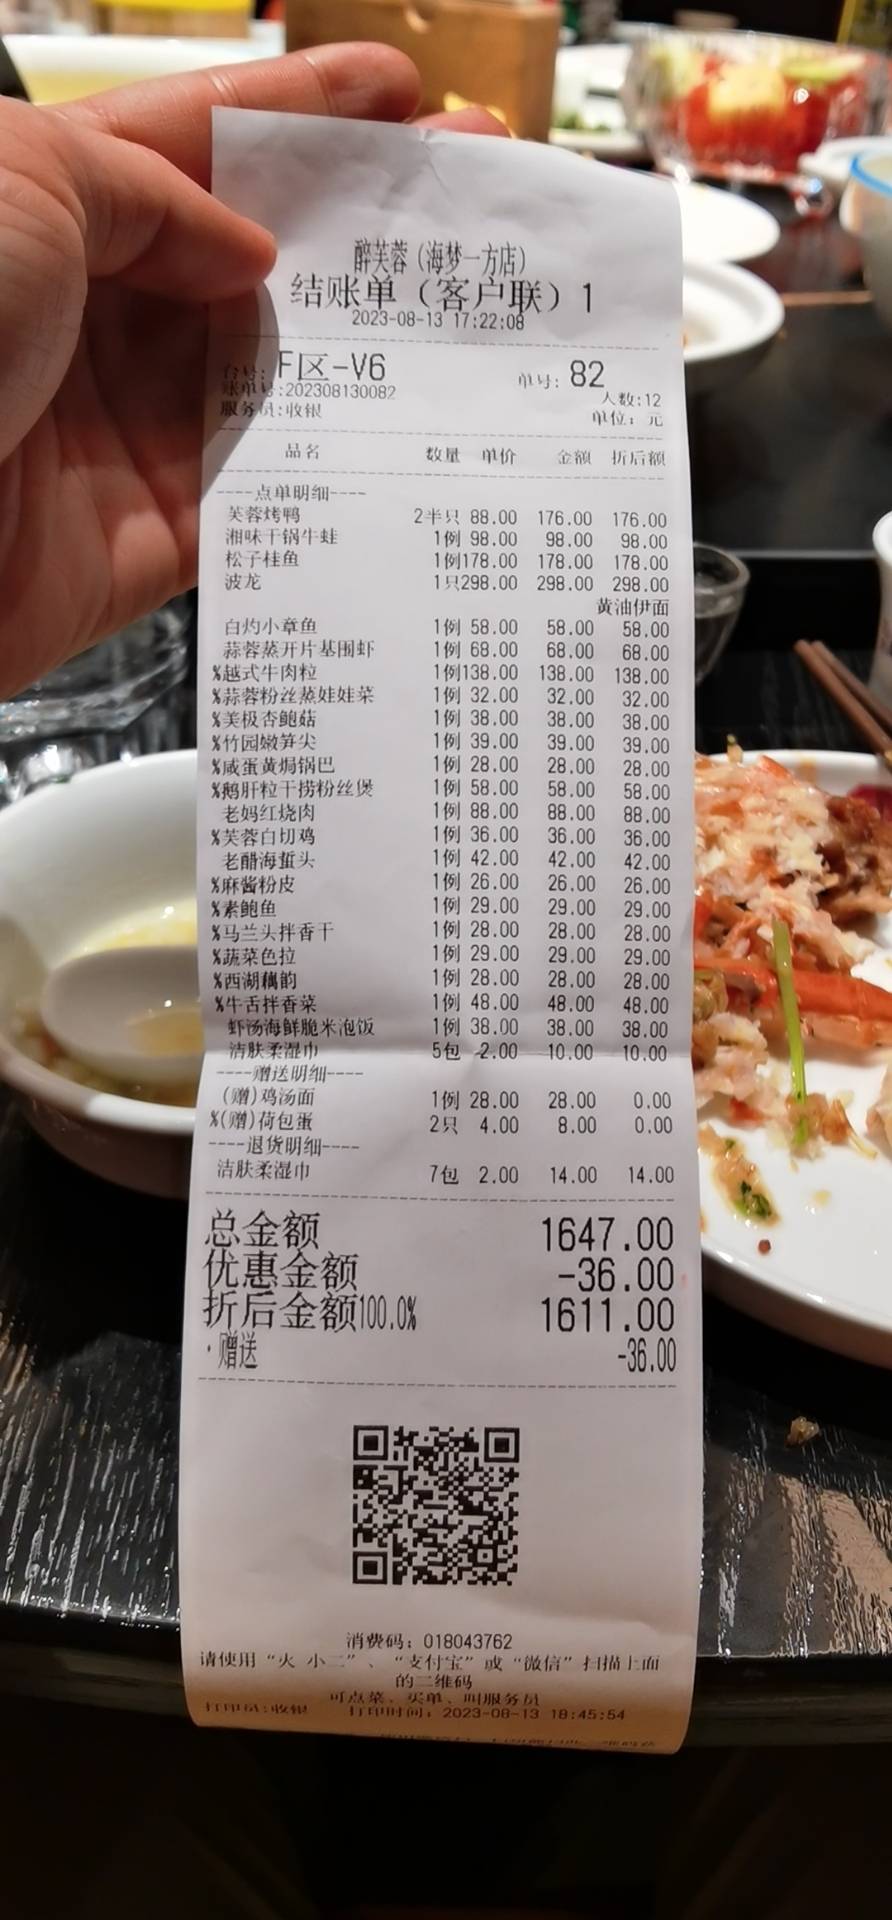 醉芙蓉（海梦一方店）
结账单（客户联）1
2023-08-13 17:22:08
台号: F区-V6 单号: 82
账单号:202308130082 人数:12
服务员:收银 单位: 元
品名 数量 单价 金额 折后额
----点单明细----
芙蓉烤鸭 2半只 88.00 176.00 176.00
湘味干锅牛蛙 1例 98.00 98.00 98.00
松子桂鱼 1例178.00 178.00 178.00
波龙 1只298.00 298.00 298.00
黄油伊面
白灼小章鱼 1例 58.00 58.00 58.00
蒜蓉蒸开片基围虾 1例 68.00 68.00 68.00
%越式牛肉粒 1例138.00 138.00 138.00
%蒜蓉粉丝蒸娃娃菜 1例 32.00 32.00 32.00
%美极杏鲍菇 1例 38.00 38.00 38.00
%竹园嫩笋尖 1例 39.00 39.00 39.00
%咸蛋黄焗锅巴 1例 28.00 28.00 28.00
%鹅肝粒干捞粉丝煲 1例 58.00 58.00 58.00
老妈红烧肉 1例 88.00 88.00 88.00
%芙蓉白切鸡 1例 36.00 36.00 36.00
老醋海蜇头 1例 42.00 42.00 42.00
%麻酱粉皮 1例 26.00 26.00 26.00
%素鲍鱼 1例 29.00 29.00 29.00
%马兰头拌香干 1例 28.00 28.00 28.00
%蔬菜色拉 1例 29.00 29.00 29.00
%西湖藕韵 1例 28.00 28.00 28.00
%牛舌拌香菜 1例 48.00 48.00 48.00
虾汤海鲜脆米泡饭 1例 38.00 38.00 38.00
洁肤柔湿巾 5包 2.00 10.00 10.00
----赠送明细----
(赠)鸡汤面 1例 28.00 28.00 0.00
%(赠)荷包蛋 2只 4.00 8.00 0.00
----退货明细----
洁肤柔湿巾 7包 2.00 14.00 14.00
总金额 1647.00
优惠金额 -36.00
折后金额100.0% 1611.00
·赠送 -36.00
消费码: 018043762
请使用“火 小二”、“支付宝”或“微信”扫描上面
的二维码
可点菜、买单、叫服务员
打印员:收银 打印时间: 2023-08-13 18:45:54